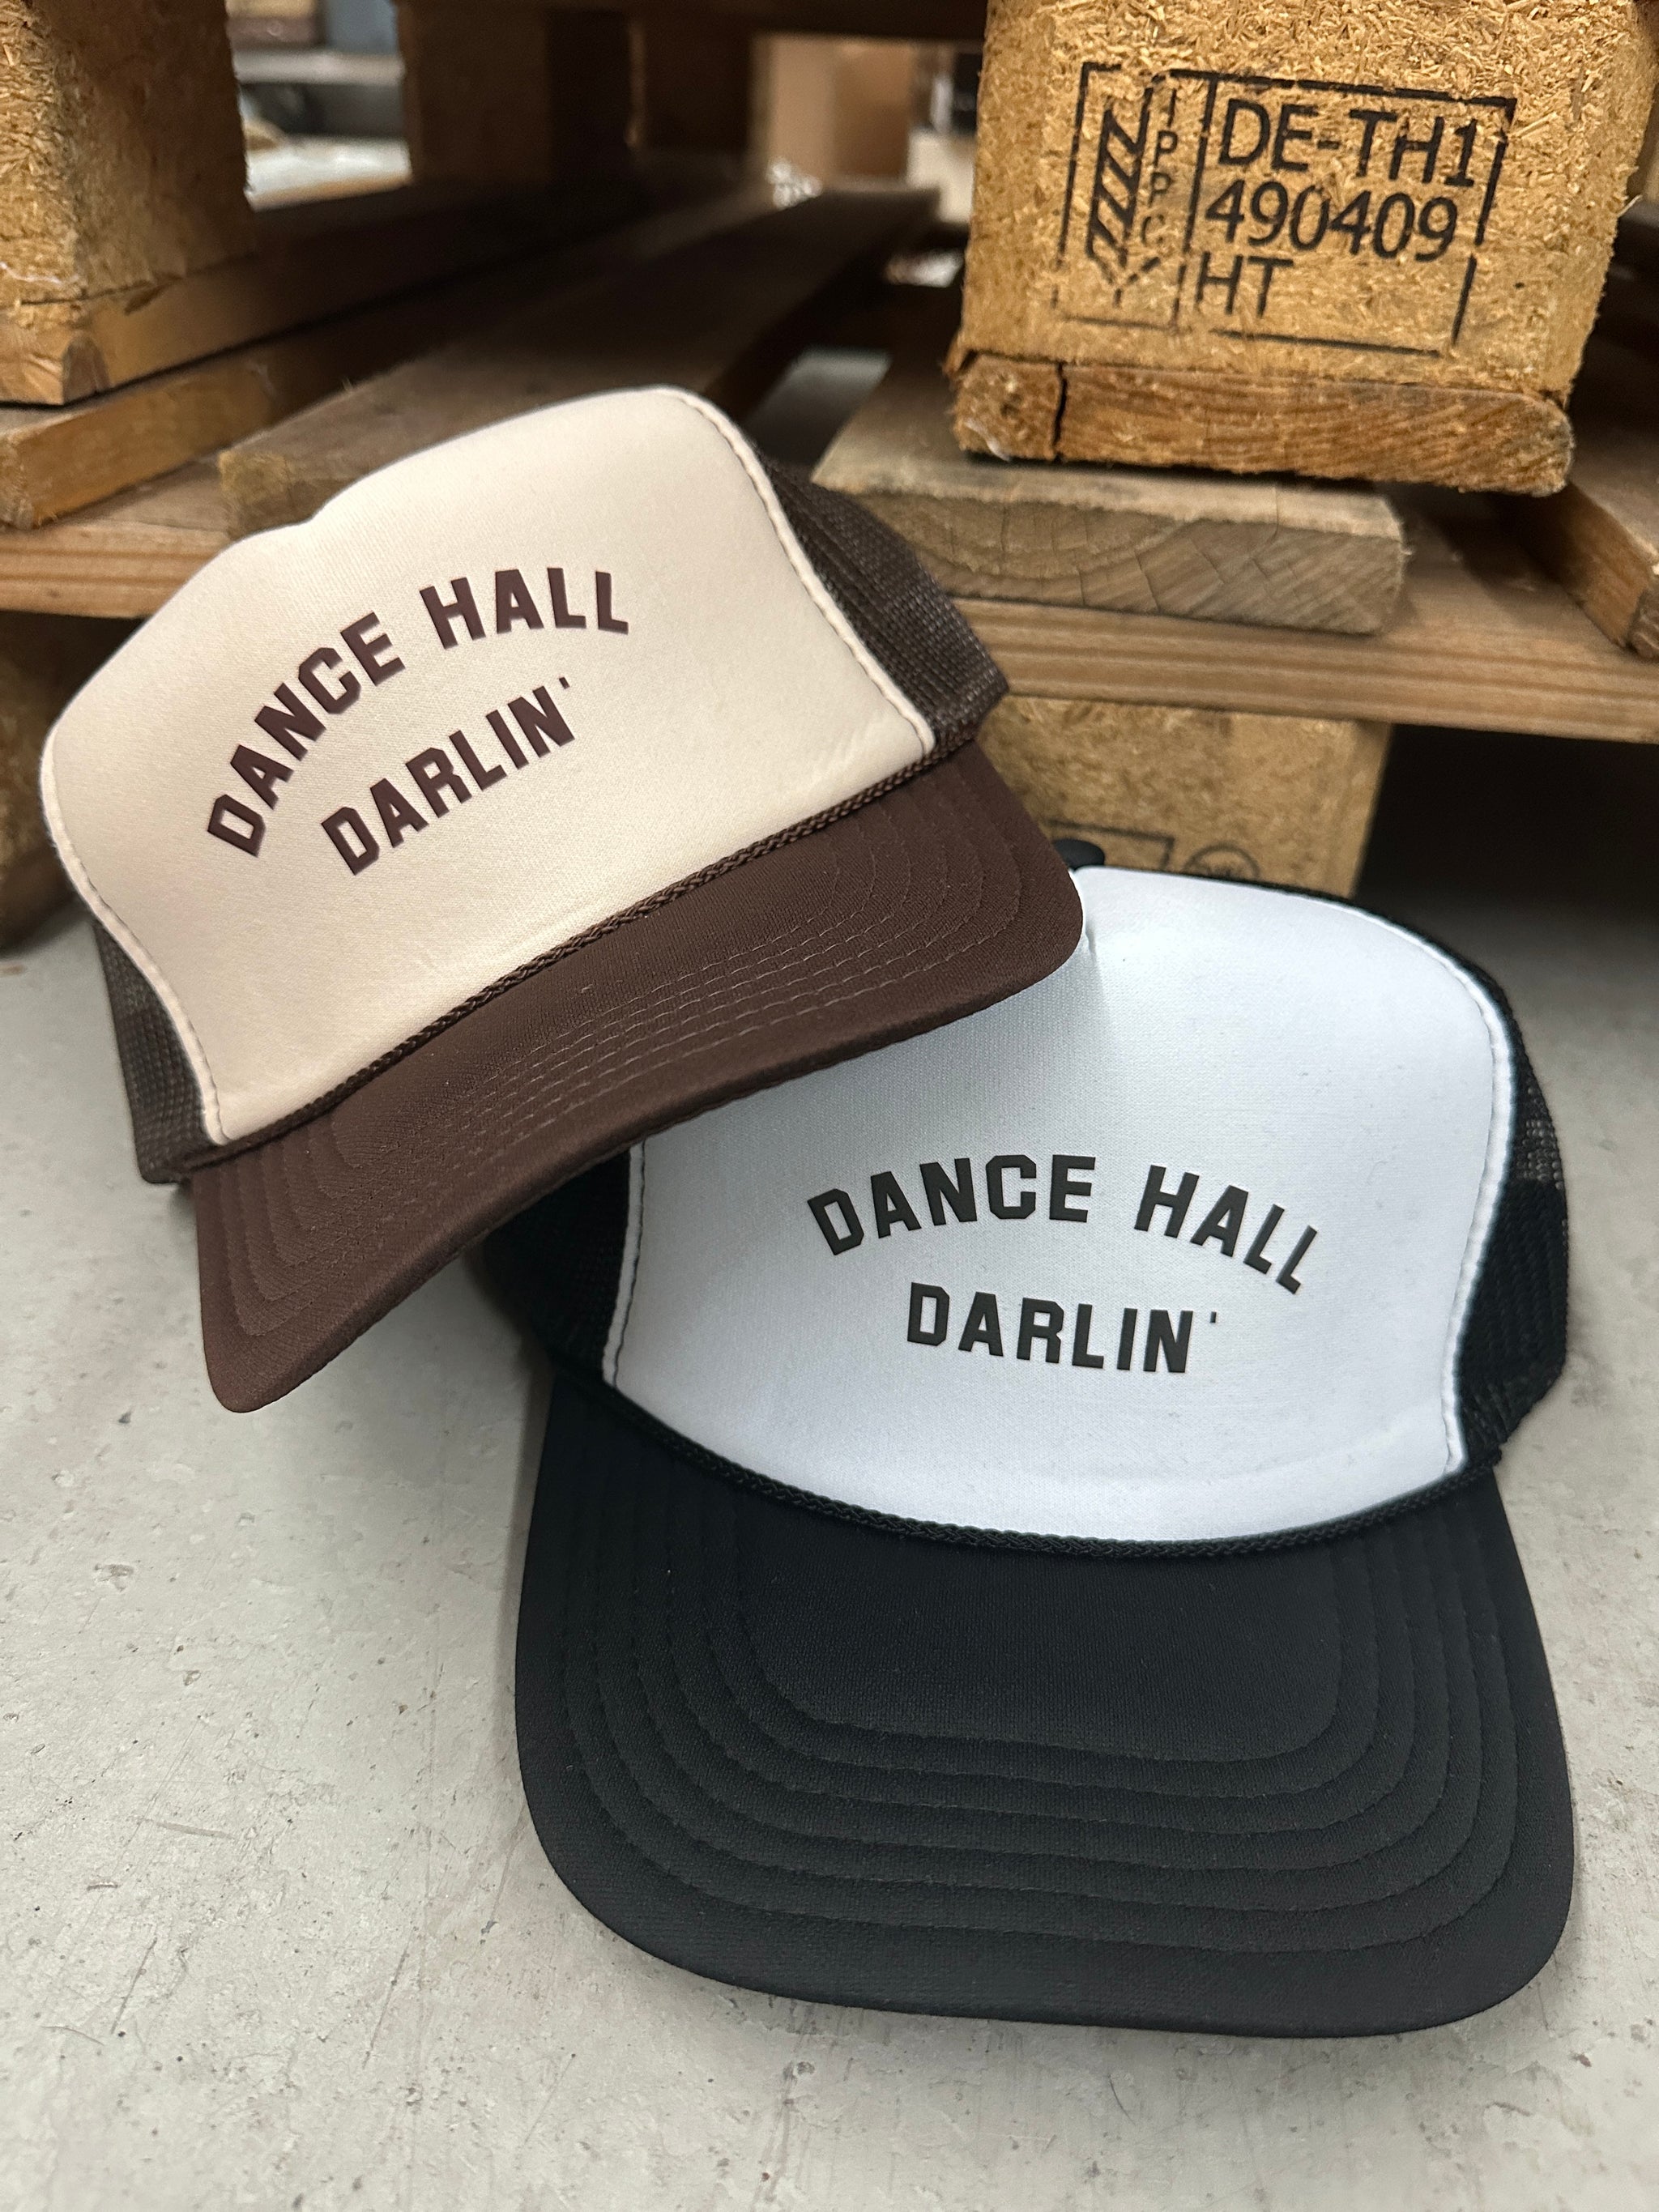 IPPC
DE-TH1
490409
HT
DANCE HALL
DARLIN'
DANCE HALL
DARLIN'